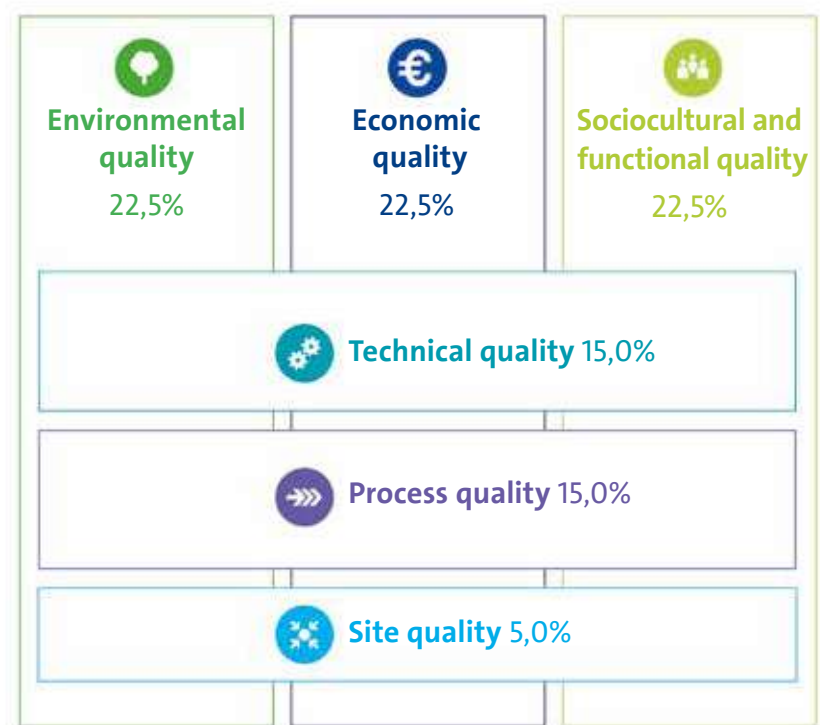 Environmental
quality
22,5%
€
Economic
quality
22,5%
Sociocultural and
functional quality
22,5%
Technical quality 15,0%
Process quality 15,0%
Site quality 5,0%